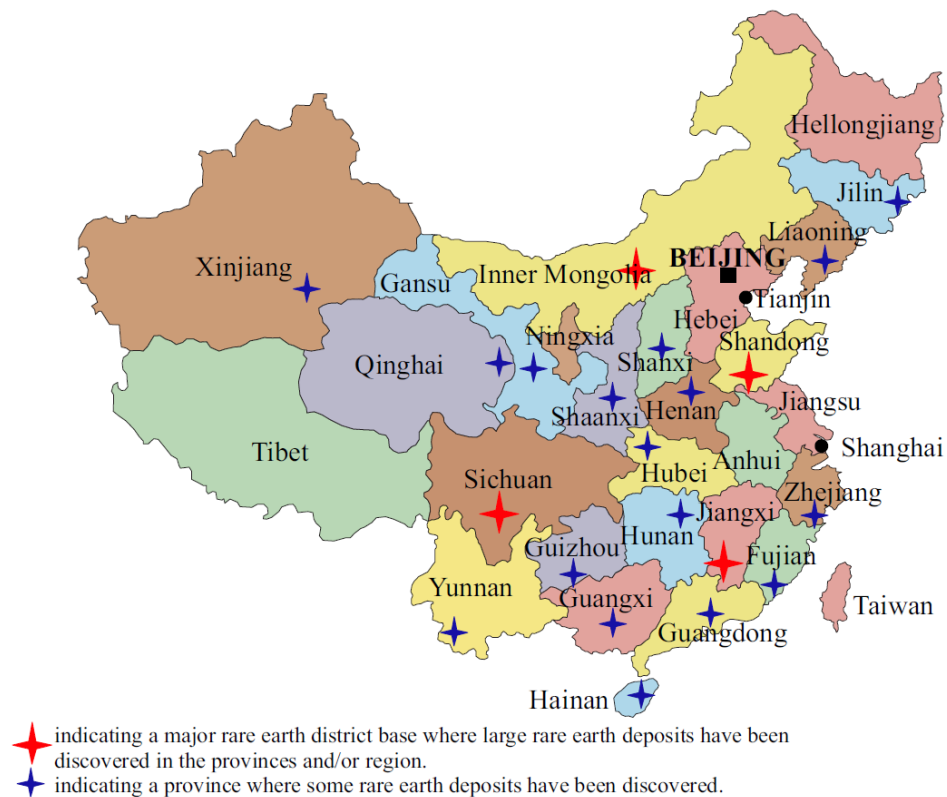 Hellongjiang
Jilin
Liaoning
BEIJING
Xinjiang
Gansu
Inner Mongolia
Tianjin
Hebei
Ningxia
Shandong
Qinghai
Shanxi
Shaanxi
Henan
Jiangsu
Tibet
Shanghai
Sichuan
Hubei
Anhui
Zhejiang
Jiangxi
Hunan
Guizhou
Fujian
Yunnan
Guangxi
Taiwan
Guangdong
Hainan
indicating a major rare earth district base where large rare earth deposits have been
discovered in the provinces and/or region.
indicating a province where some rare earth deposits have been discovered.